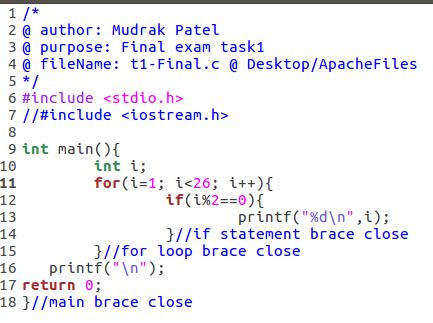 1 /*
2 @ author: Mudrak Patel
3 @ purpose: Final exam task1
4 @ fileName: t1-Final.c @ Desktop/ApacheFiles
5 */
6 #include <stdio.h>
7 //#include <iostream.h>
8
9 int main(){
10         int i;
11         for(i=1; i<26; i++){
12                 if(i%2==0){
13                         printf("%d\n",i);
14                 }//if statement brace close
15         }//for loop brace close
16    printf("\n");
17 return 0;
18 }//main brace close